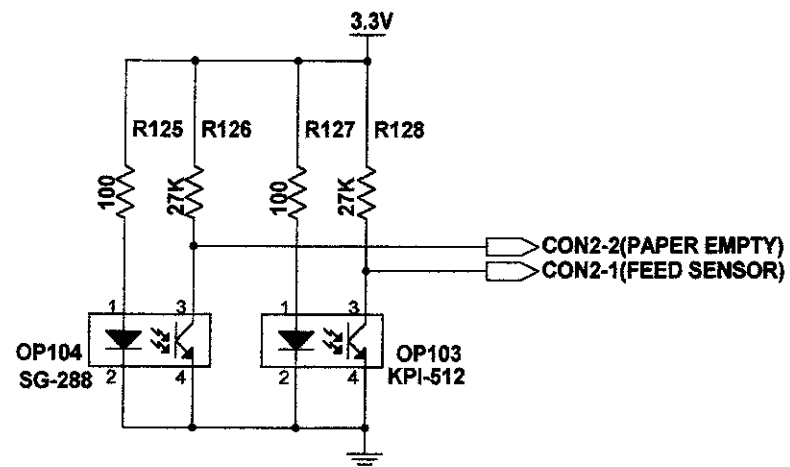 3.3V
R125 R126 R127 R128
100 27K 100 27K
CON2-2(PAPER EMPTY)
CON2-1(FEED SENSOR)
1 3 1 3
OP104 OP103
SG-288 KPI-512
2 4 2 4